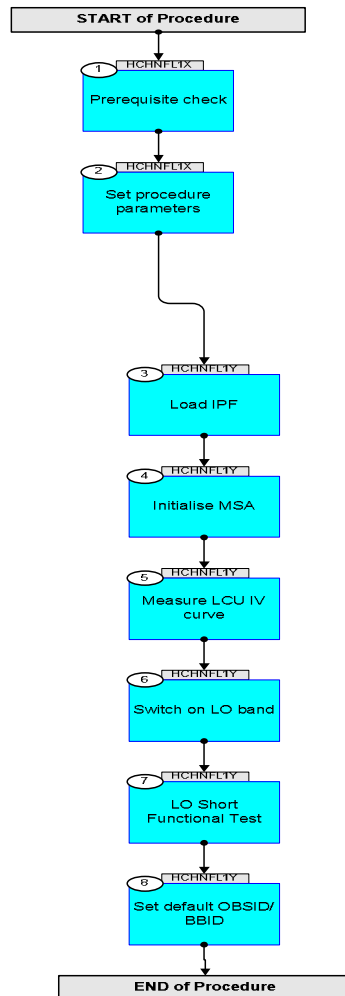 START of Procedure
HCHNFL1X
1
Prerequisite check
HCHNFL1X
2
Set procedure
parameters
HCHNFL1Y
3
Load IPF
HCHNFL1Y
4
Initialise MSA
HCHNFL1Y
5
Measure LCU IV
curve
HCHNFL1Y
6
Switch on LO band
HCHNFL1Y
7
LO Short
Functional Test
HCHNFL1Y
8
Set default OBSID/
BBID
END of Procedure